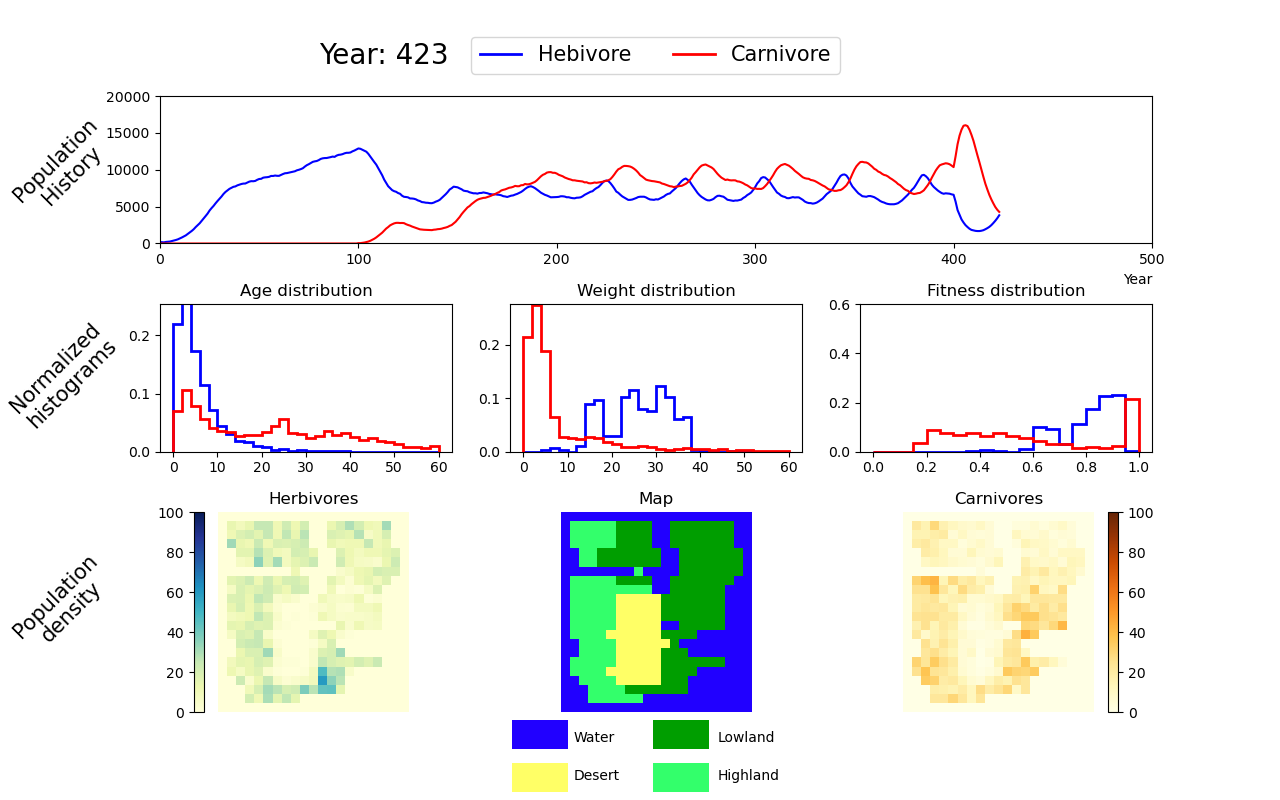 Year: 423
Hebivore
Carnivore
Population
History
20000
15000
10000
5000
0
0 100 200 300 400 500
Year
Normalized
histograms
Age distribution
0.2
0.1
0.0
0 10 20 30 40 50 60
Weight distribution
0.2
0.1
0.0
0 10 20 30 40 50 60
Fitness distribution
0.6
0.4
0.2
0.0
0.0 0.2 0.4 0.6 0.8 1.0
Population
density
Herbivores
100
80
60
40
20
0
Map
Carnivores
100
80
60
40
20
0
Water
Lowland
Desert
Highland